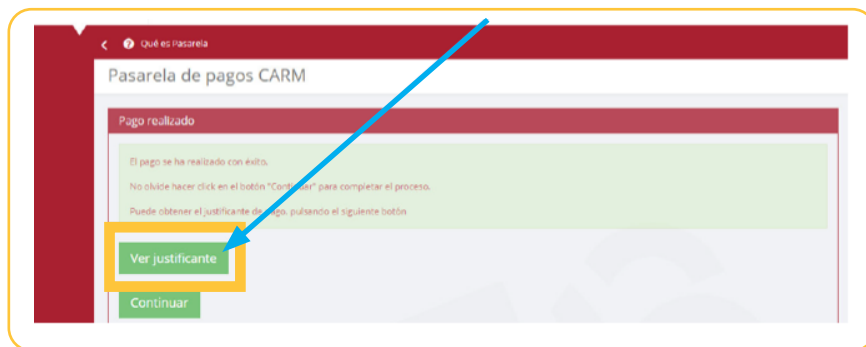 Qué es Pasarela
Pasarela de pagos CARM
Pago realizado
El pago se ha realizado con éxito.
No olvide hacer click en el botón "Continuar" para completar el proceso.
Puede obtener el justificante de pago, pulsando el siguiente botón
Ver justificante
Continuar